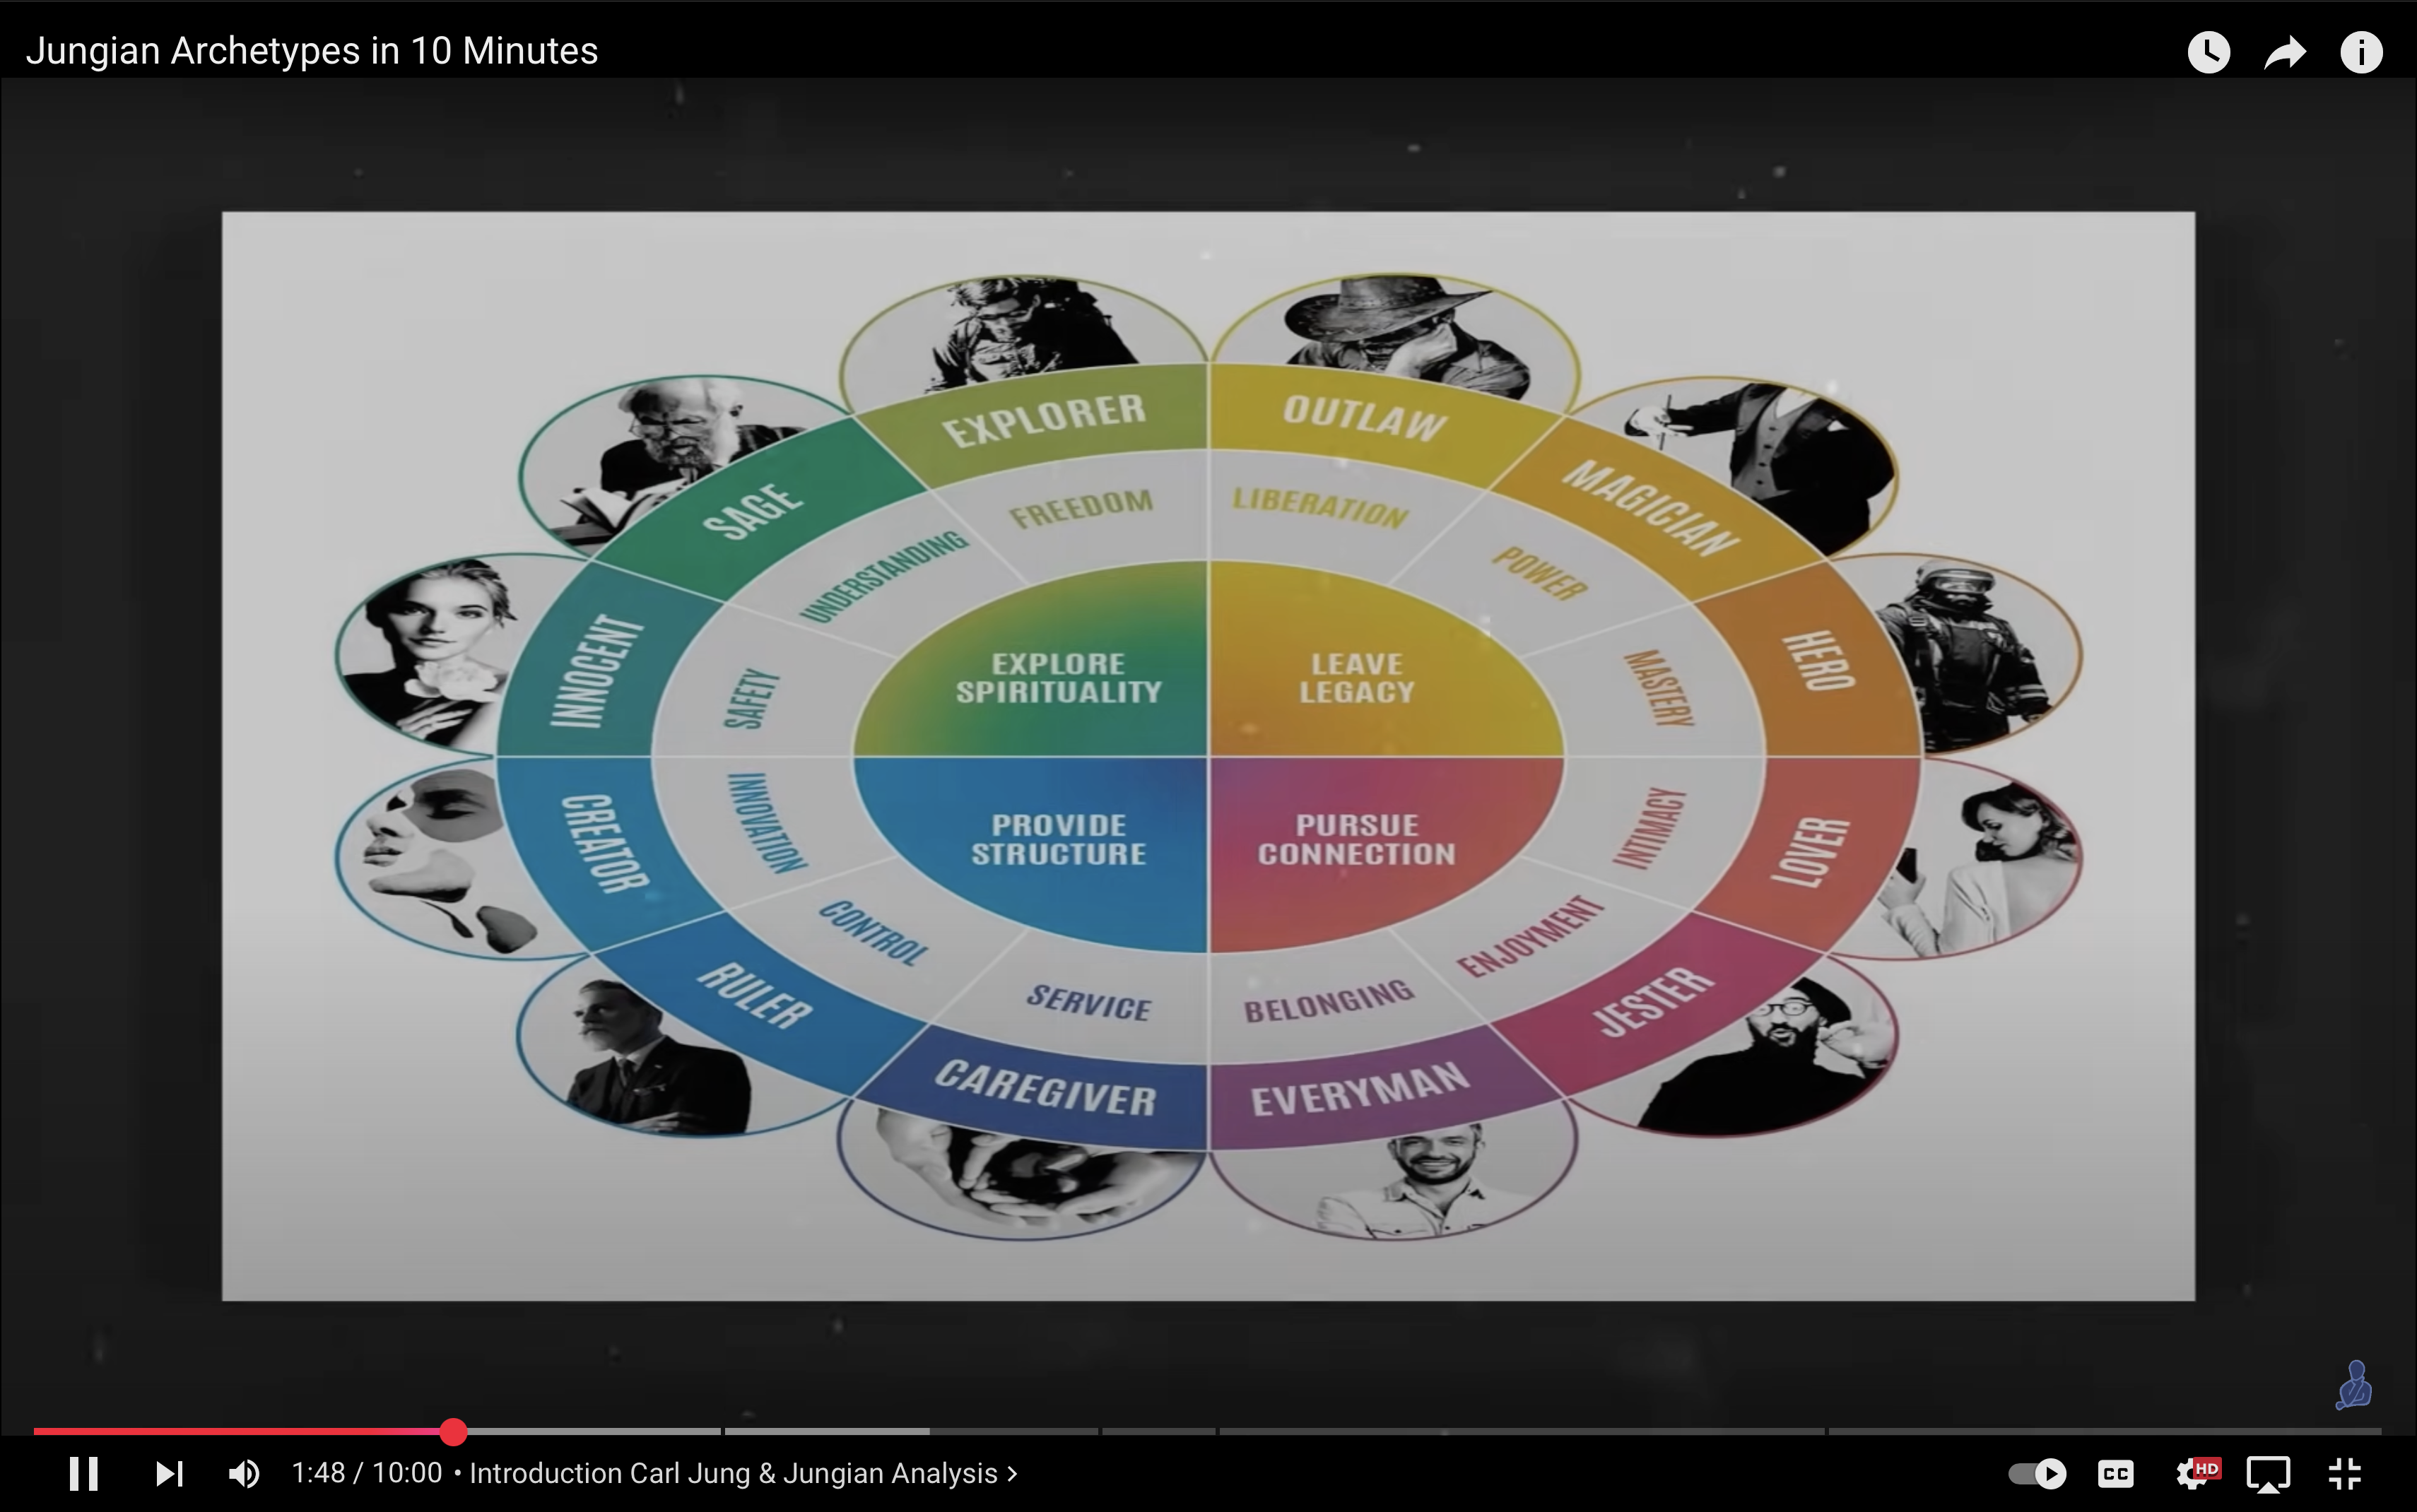 Jungian Archetypes in 10 Minutes
EXPLORER
OUTLAW
SAGE
MAGICIAN
FREEDOM
LIBERATION
UNDERSTANDING
POWER
INNOCENT
HERO
SAFETY
MASTERY
EXPLORE
SPIRITUALITY
LEAVE
LEGACY
PROVIDE
STRUCTURE
PURSUE
CONNECTION
CREATOR
INNOVATION
INTIMACY
LOVER
CONTROL
ENJOYMENT
RULER
SERVICE
BELONGING
JESTER
CAREGIVER
EVERYMAN
1:48 / 10:00 • Introduction Carl Jung & Jungian Analysis >
CC
HD